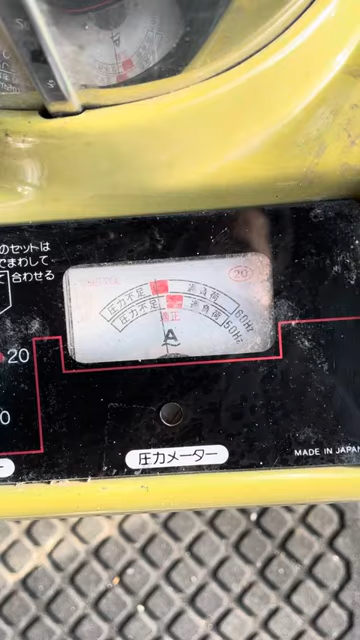 のセットは
でまわして
合わせる
20
圧力不足 過負荷 60Hz
圧力不足 過負荷 50Hz
適正
A
20
0
圧力メーター
MADE IN JAPAN